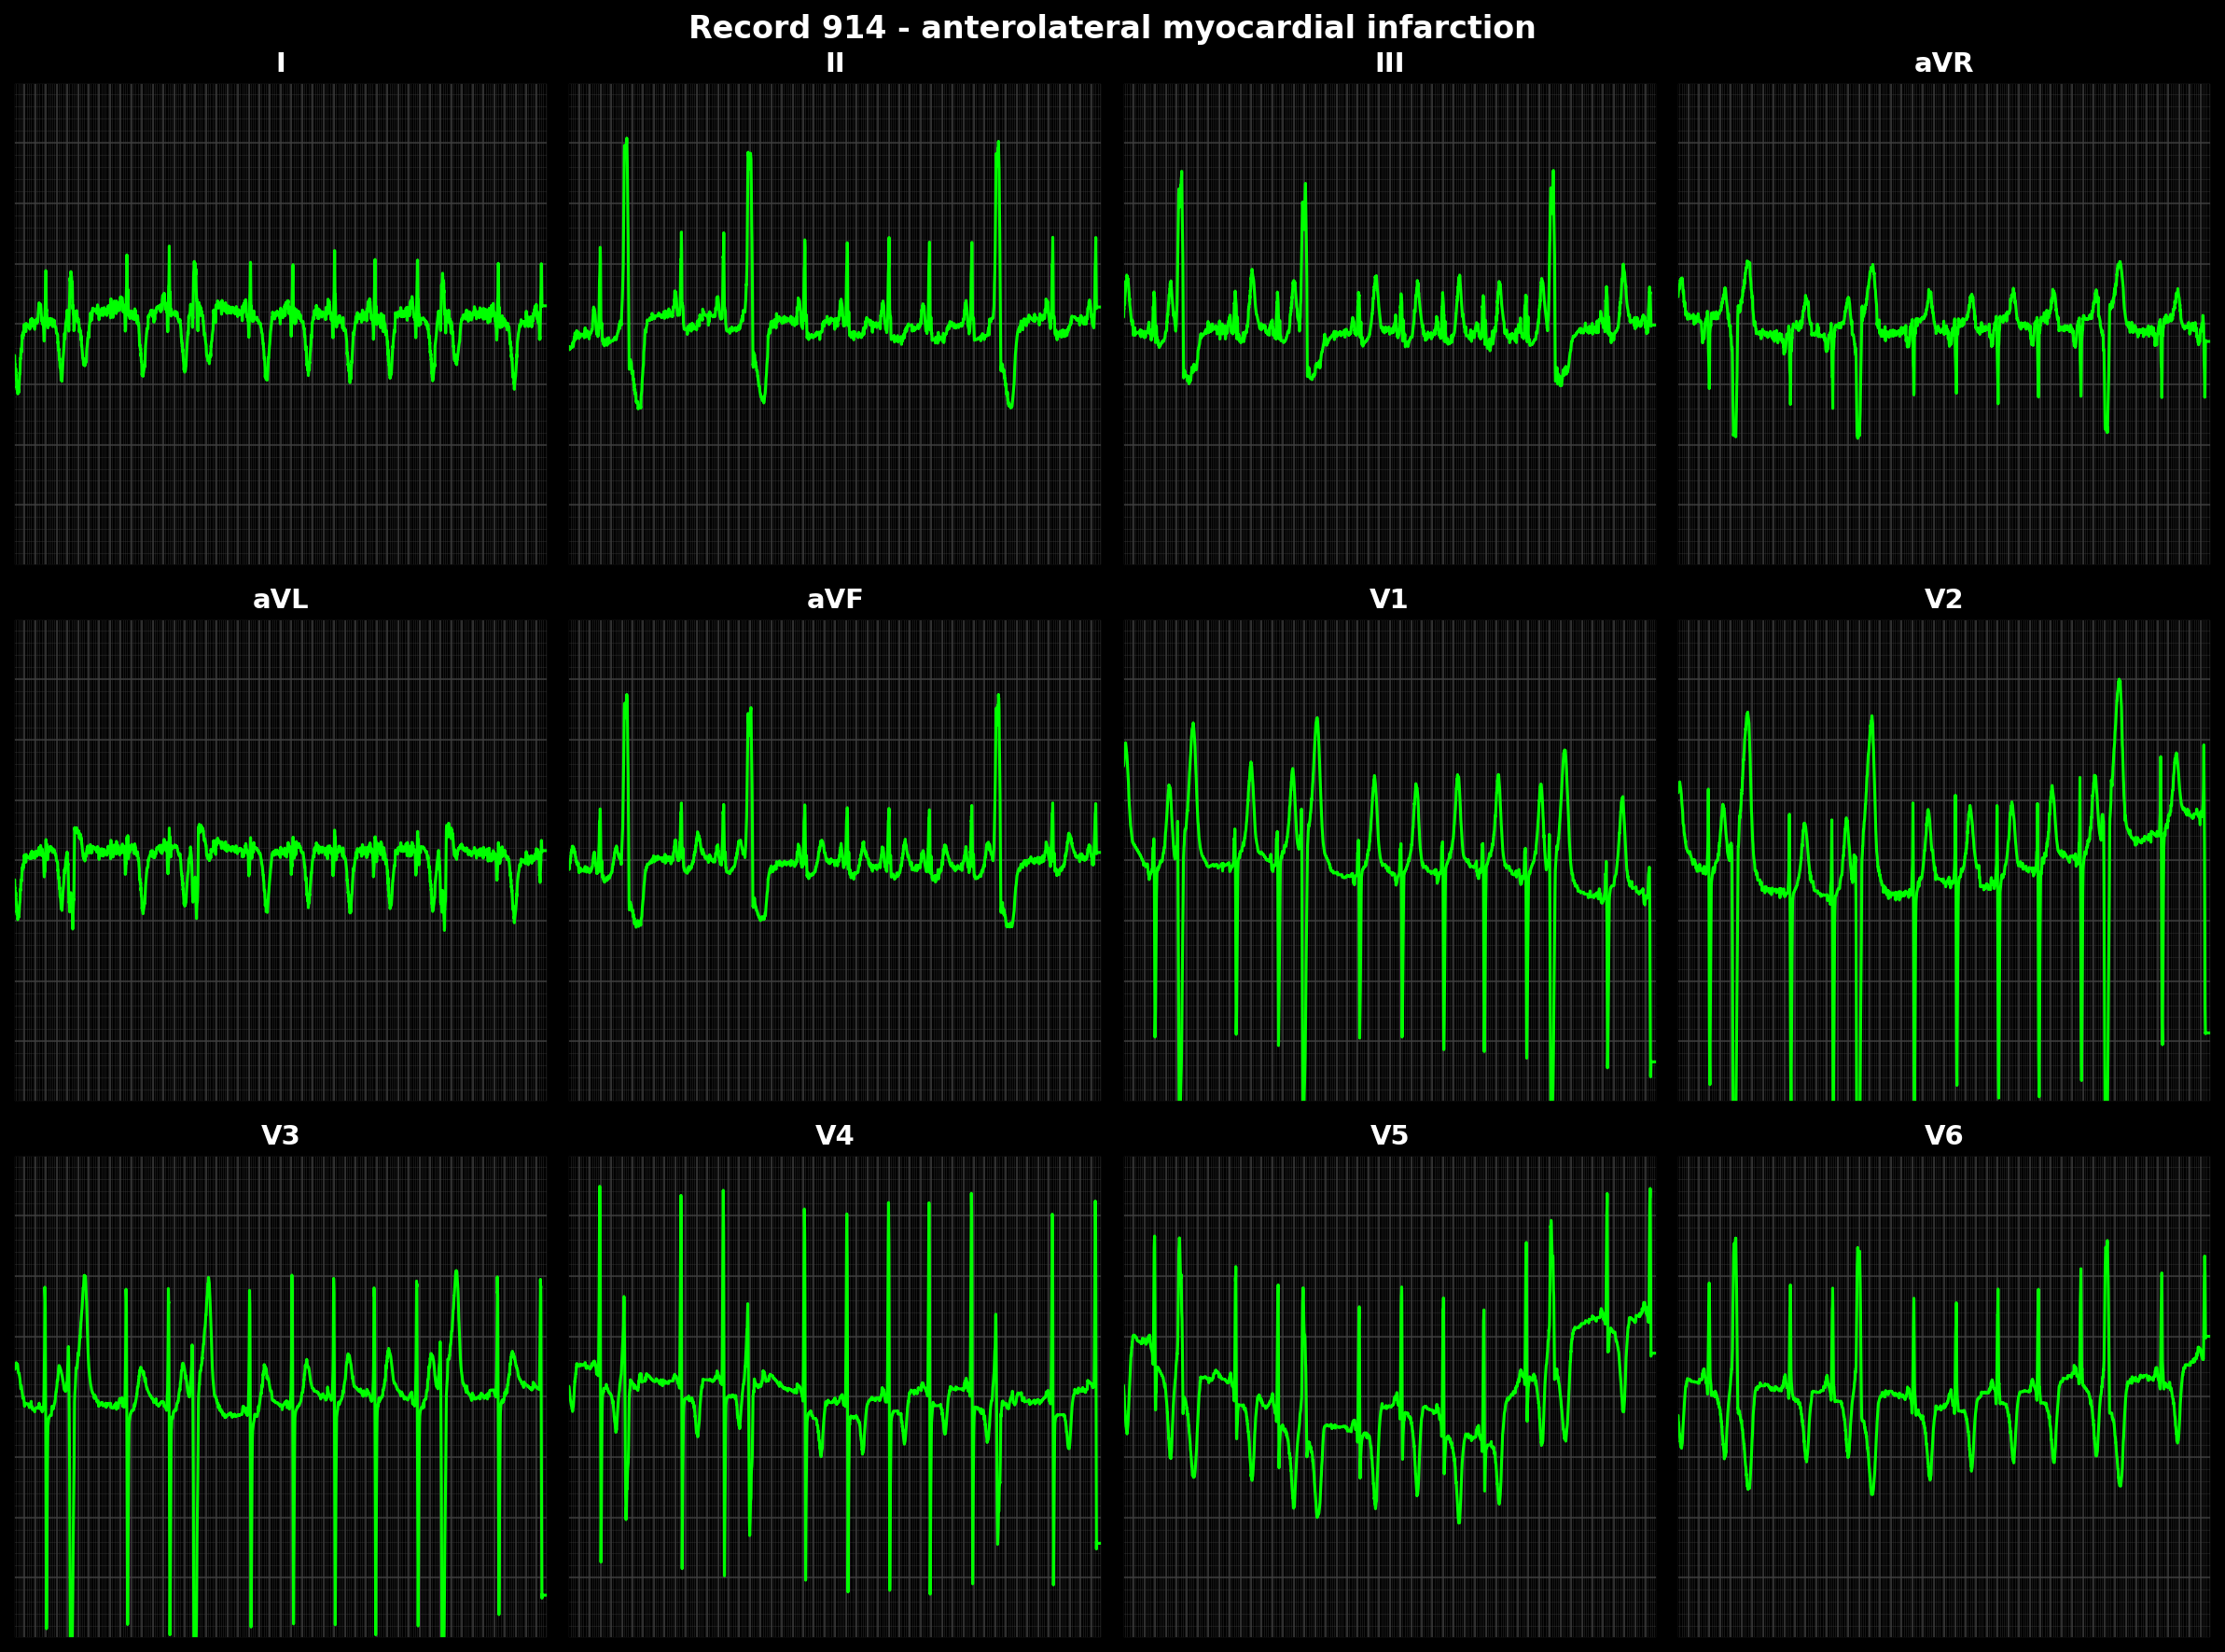 Record 914 - anterolateral myocardial infarction
I
II
III
aVR
aVL
aVF
V1
V2
V3
V4
V5
V6